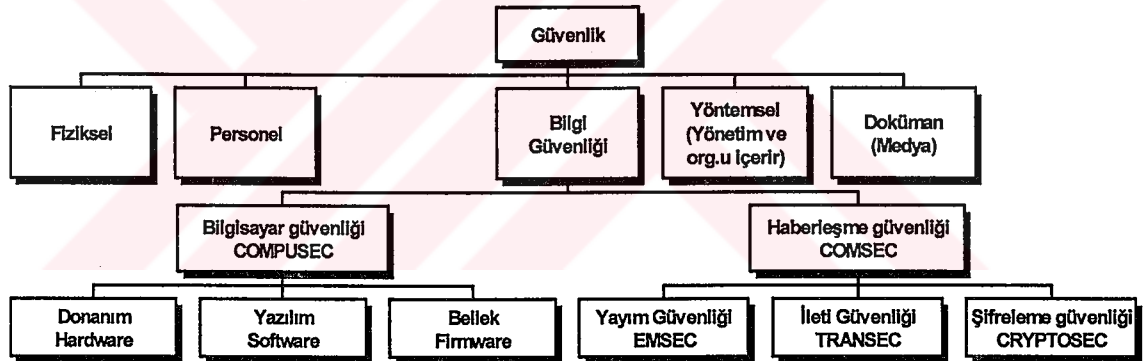 Güvenlik
Fiziksel
Personel
Bilgi
Güvenliği
Yöntemsel
(Yönetim ve
org.u içerir)
Doküman
(Medya)
Bilgisayar güvenliği
COMPUSEC
Haberleşme güvenliği
COMSEC
Donanım
Hardware
Yazılım
Software
Bellek
Firmware
Yayım Güvenliği
EMSEC
İleti Güvenliği
TRANSEC
Şifreleme güvenliği
CRYPTOSEC